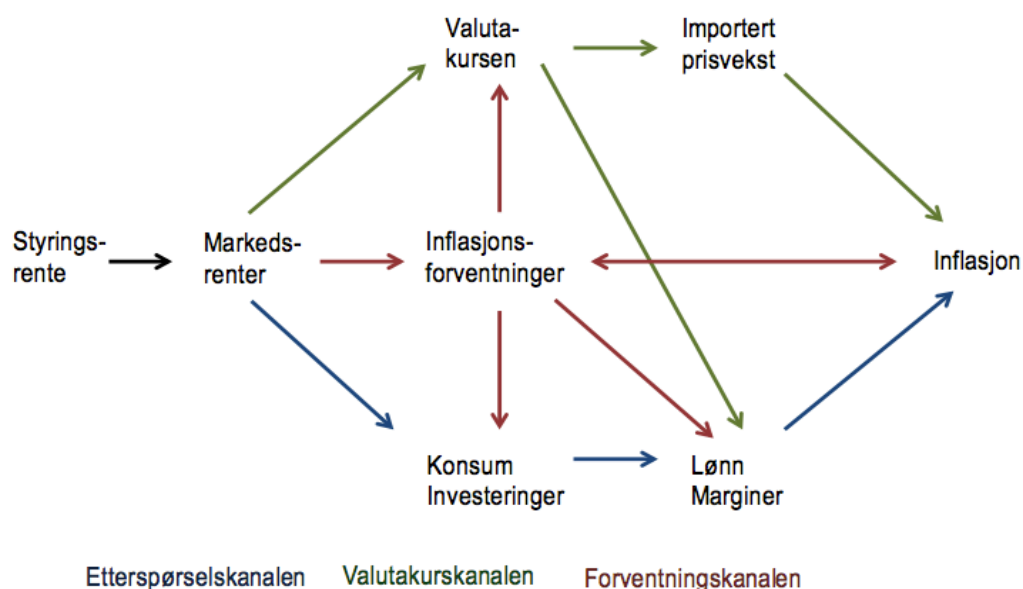 Valuta-
kursen
Importert
prisvekst
Styrings-
rente
Markeds-
renter
Inflasjons-
forventninger
Inflasjon
Konsum
Investeringer
Lønn
Marginer
Etterspørselskanalen
Valutakurskanalen
Forventningskanalen